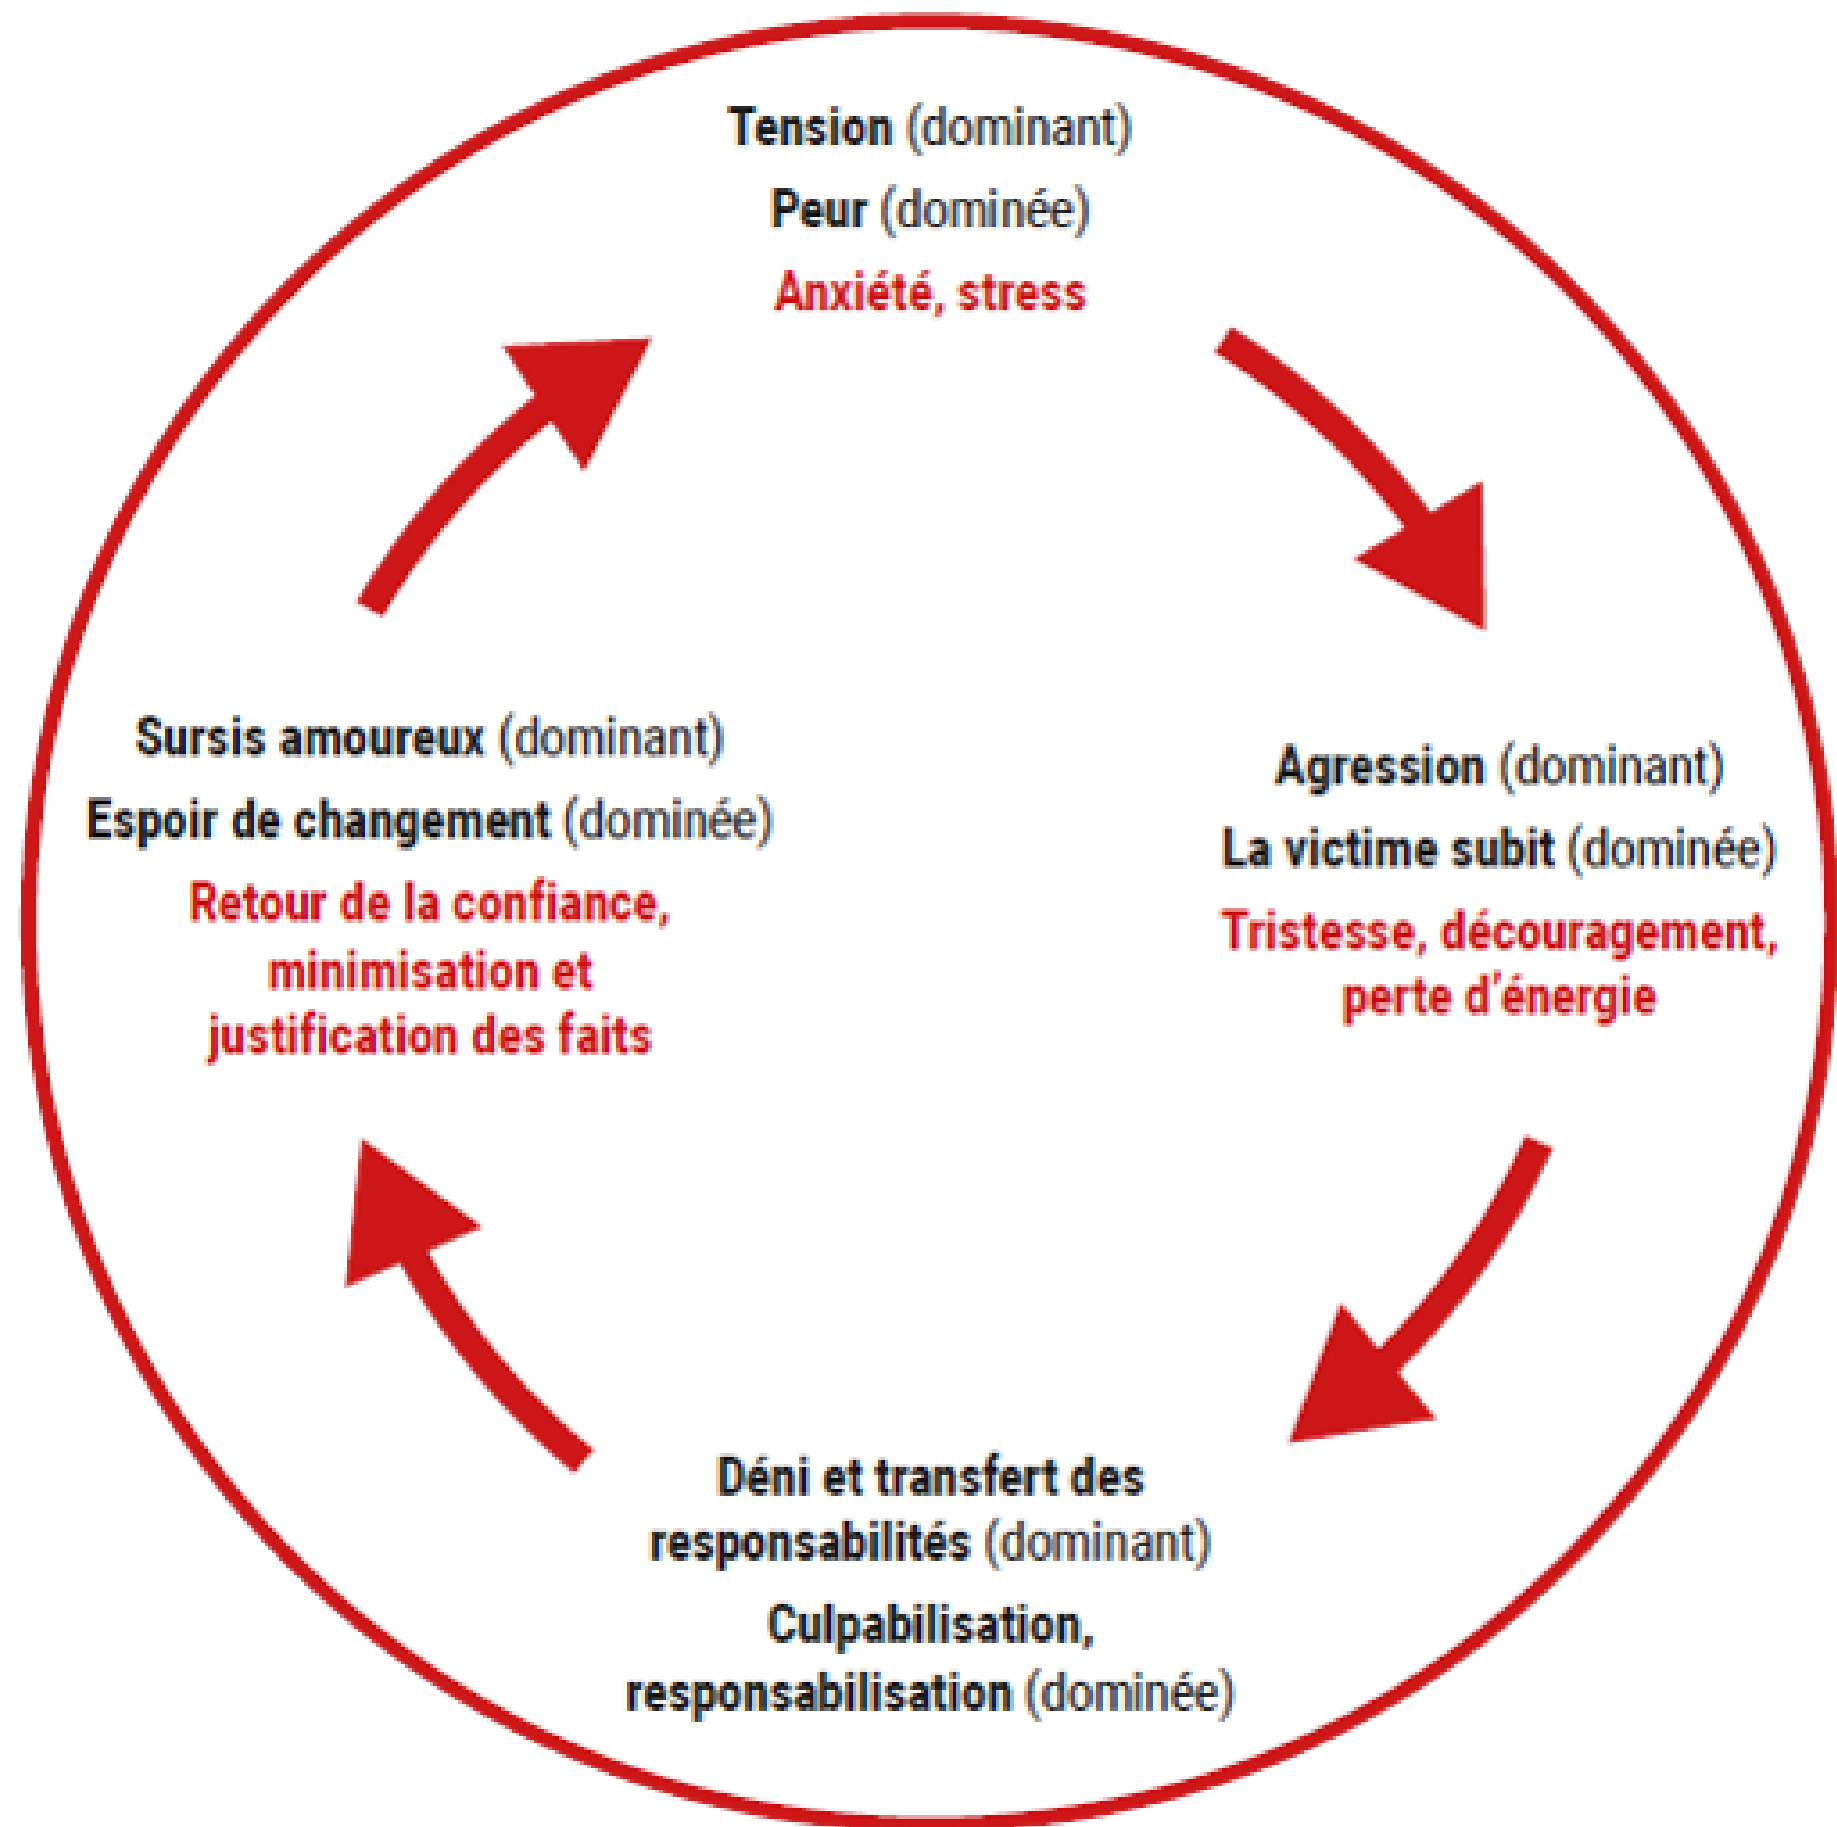 Tension (dominant)
Peur (dominée)
Anxiété, stress
Sursis amoureux (dominant)
Espoir de changement (dominée)
Retour de la confiance,
minimisation et
justification des faits
Agression (dominant)
La victime subit (dominée)
Tristesse, découragement,
perte d'énergie
Déni et transfert des
responsabilités (dominant)
Culpabilisation,
responsabilisation (dominée)